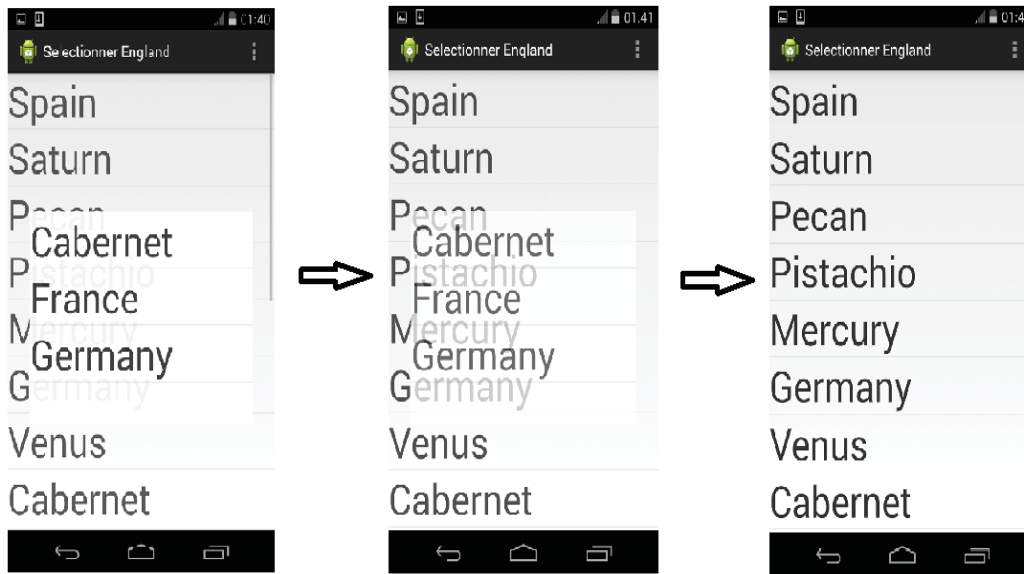 01:40
Selectionner England
Spain
Saturn
Pecan
Cabernet
Pistachio
France
Mercury
Germany
Germany
Venus
Cabernet
01.41
Selectionner England
Spain
Saturn
Pecan
Cabernet
Pistachio
France
Mercury
Germany
Germany
Venus
Cabernet
01:4
Selectionner England
Spain
Saturn
Pecan
Pistachio
Mercury
Germany
Venus
Cabernet